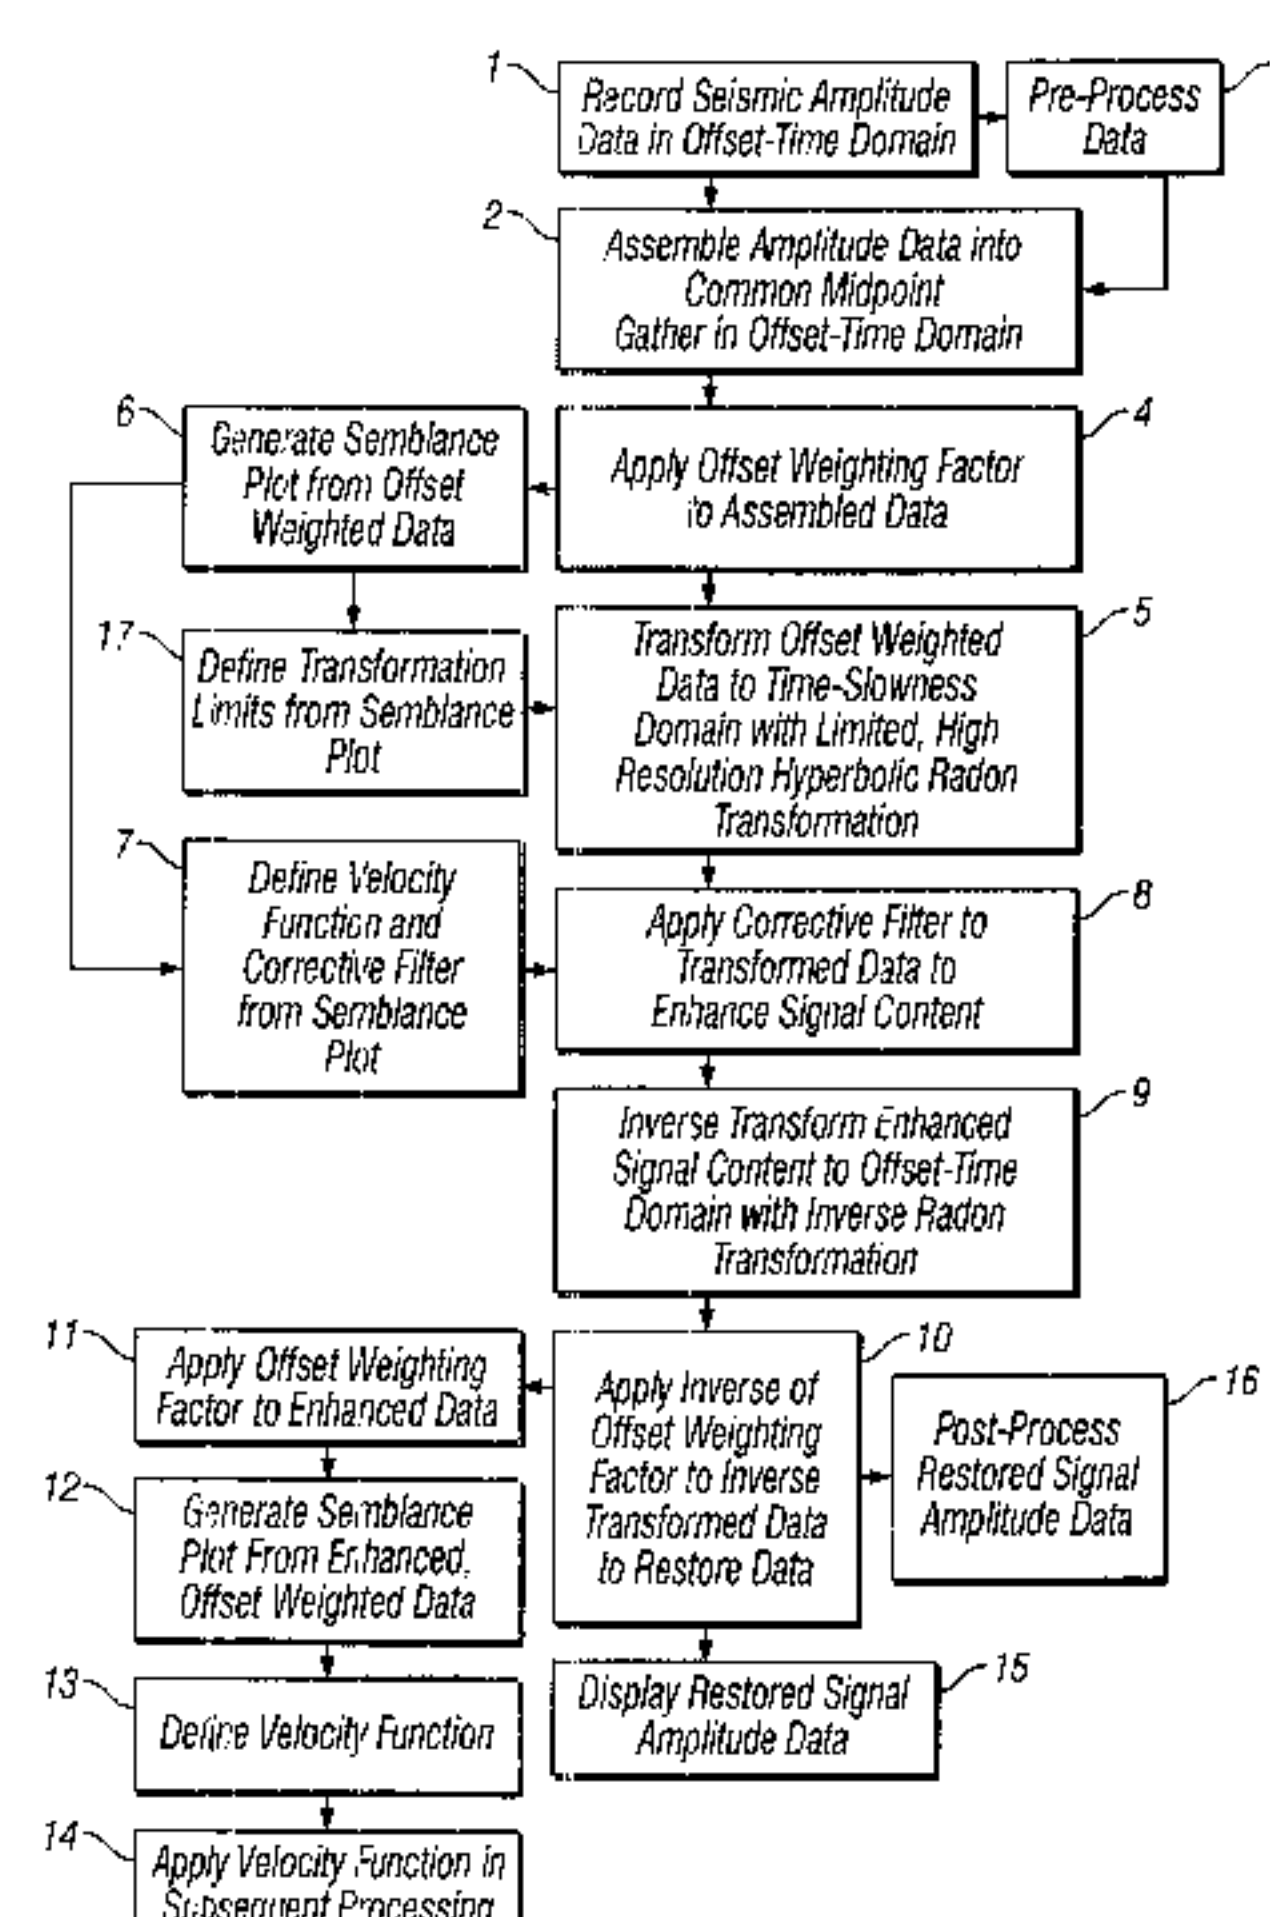 1
Record Seismic Amplitude
Data in Offset-Time Domain
Pre-Process
Data
2
Assemble Amplitude Data into
Common Midpoint
Gather in Offset-Time Domain
6
Generate Semblance
Plot from Offset
Weighted Data
4
Apply Offset Weighting Factor
to Assembled Data
17
Define Transformation
Limits from Semblance
Plot
5
Transform Offset Weighted
Data to Time-Slowness
Domain with Limited, High
Resolution Hyperbolic Radon
Transformation
7
Define Velocity
Function and
Corrective Filter
from Semblance
Plot
8
Apply Corrective Filter to
Transformed Data to
Enhance Signal Content
9
Inverse Transform Enhanced
Signal Content to Offset-Time
Domain with Inverse Radon
Transformation
11
Apply Offset Weighting
Factor to Enhanced Data
10
Apply Inverse of
Offset Weighting
Factor to Inverse
Transformed Data
to Restore Data
16
Post-Process
Restored Signal
Amplitude Data
12
Generate Semblance
Plot From Enhanced,
Offset Weighted Data
13
Define Velocity Function
15
Display Restored Signal
Amplitude Data
14
Apply Velocity Function in
Subsequent Processing